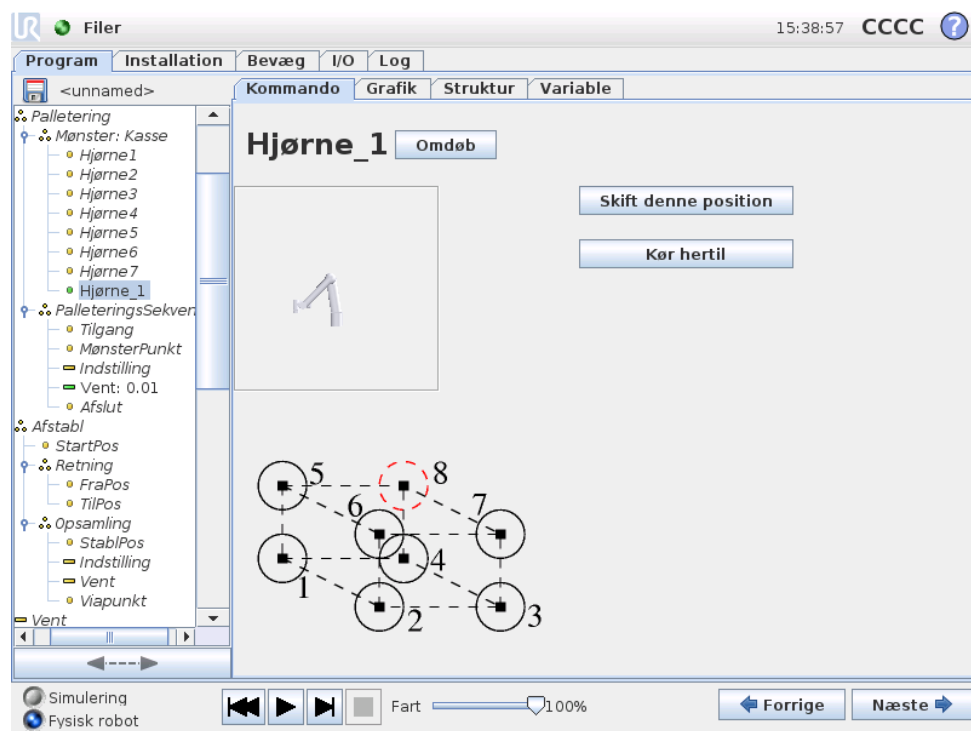 UR Filer 15:38:57 CCCC ?
Program Installation Bevæg I/O Log
<unnamed>
Kommando Grafik Struktur Variable
Palletering
Mønster: Kasse
Hjørne1
Hjørne2
Hjørne3
Hjørne4
Hjørne5
Hjørne6
Hjørne7
Hjørne_1
PalleteringsSekven
Tilgang
MønsterPunkt
Indstilling
Vent: 0.01
Afslut
Afstabl
StartPos
Retning
FraPos
TilPos
Opsamling
StablPos
Indstilling
Vent
Viapunkt
Vent
Hjørne_1 Omdøb
Skift denne position
Kør hertil
5 8
6 7
4
1
2 3
Simulering
Fysisk robot
Fart 100%
Forrige Næste